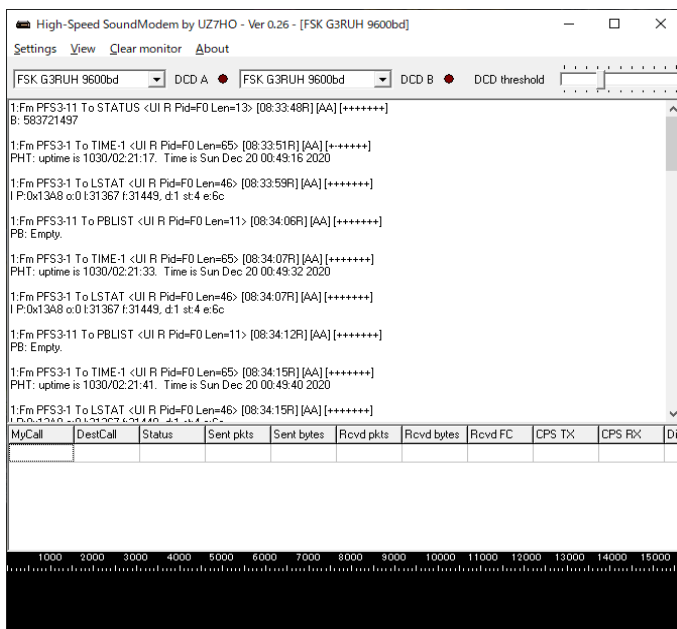 High-Speed SoundModem by UZ7HO - Ver 0.26 - [FSK G3RUH 9600bd]
Settings View Clear monitor About
FSK G3RUH 9600bd DCD A FSK G3RUH 9600bd DCD B DCD threshold
1:Fm PFS3-11 To STATUS <UI R Pid=F0 Len=13> [08:33:48R] [AA] [+++++++]
B: 583721497
1:Fm PFS3-1 To TIME-1 <UI R Pid=F0 Len=65> [08:33:51R] [AA] [+-+++++]
PHT: uptime is 1030/02:21:17.  Time is Sun Dec 20 00:49:16 2020
1:Fm PFS3-1 To LSTAT <UI R Pid=F0 Len=46> [08:33:59R] [AA] [+++++++]
I P:0x13A8 o:0 l:31367 f:31449, d:1 st:4 e:6c
1:Fm PFS3-11 To PBLIST <UI R Pid=F0 Len=11> [08:34:06R] [AA] [+++++++]
PB: Empty.
1:Fm PFS3-1 To TIME-1 <UI R Pid=F0 Len=65> [08:34:07R] [AA] [+++++++]
PHT: uptime is 1030/02:21:33.  Time is Sun Dec 20 00:49:32 2020
1:Fm PFS3-1 To LSTAT <UI R Pid=F0 Len=46> [08:34:07R] [AA] [+++++++]
I P:0x13A8 o:0 l:31367 f:31449, d:1 st:4 e:6c
1:Fm PFS3-11 To PBLIST <UI R Pid=F0 Len=11> [08:34:12R] [AA] [+++++++]
PB: Empty.
1:Fm PFS3-1 To TIME-1 <UI R Pid=F0 Len=65> [08:34:15R] [AA] [+++++++]
PHT: uptime is 1030/02:21:41.  Time is Sun Dec 20 00:49:40 2020
1:Fm PFS3-1 To LSTAT <UI R Pid=F0 Len=46> [08:34:15R] [AA] [+++++++]
MyCall DestCall Status Sent pkts Sent bytes Rcvd pkts Rcvd bytes Rcvd FC CPS TX CPS RX Di
1000 2000 3000 4000 5000 6000 7000 8000 9000 10000 11000 12000 13000 14000 15000